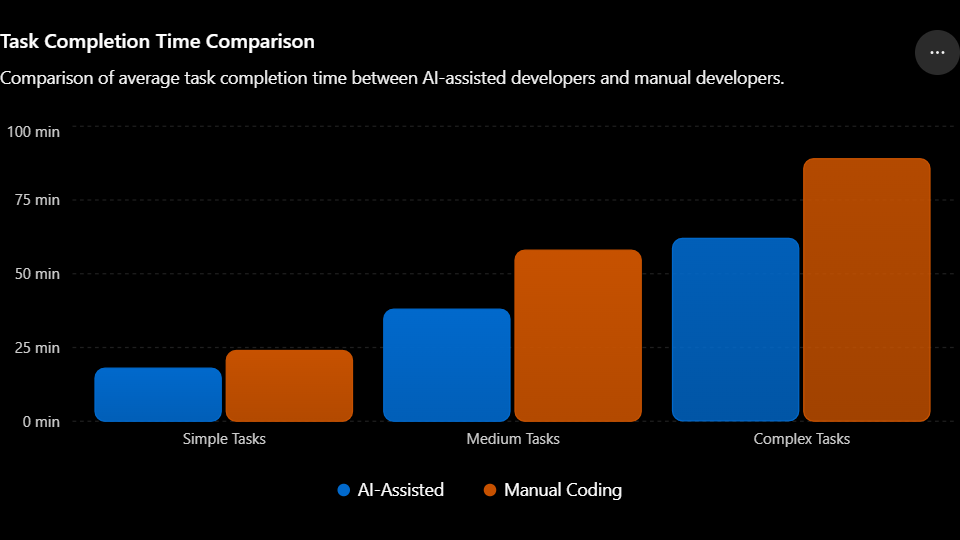 Task Completion Time Comparison
...
Comparison of average task completion time between AI-assisted developers and manual developers.
100 min
75 min
50 min
25 min
0 min
Simple Tasks
Medium Tasks
Complex Tasks
AI-Assisted
Manual Coding